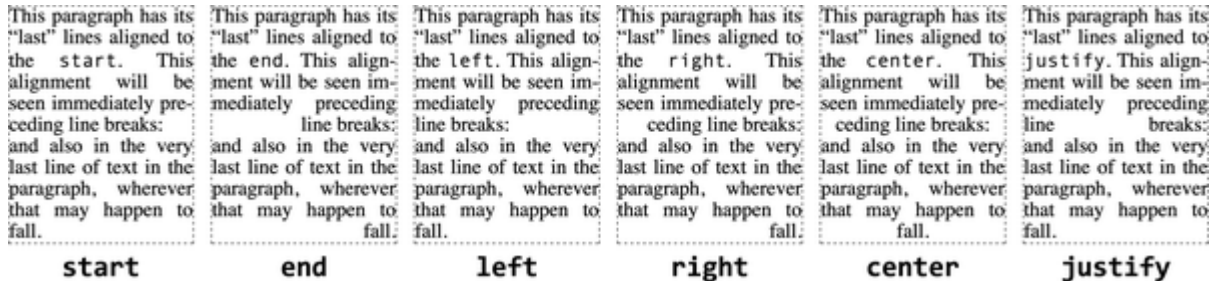 This paragraph has its
“last” lines aligned to
the start. This
alignment will be
seen immediately pre-
ceding line breaks:
and also in the very
last line of text in the
paragraph, wherever
that may happen to
fall.
start
This paragraph has its
“last” lines aligned to
the end. This align-
ment will be seen im-
mediately preceding
line breaks:
and also in the very
last line of text in the
paragraph, wherever
that may happen to
fall.
end
This paragraph has its
“last” lines aligned to
the left. This align-
ment will be seen im-
mediately preceding
line breaks:
and also in the very
last line of text in the
paragraph, wherever
that may happen to
fall.
left
This paragraph has its
“last” lines aligned to
the right. This
alignment will be
seen immediately pre-
ceding line breaks:
and also in the very
last line of text in the
paragraph, wherever
that may happen to
fall.
right
This paragraph has its
“last” lines aligned to
the center. This
alignment will be
seen immediately pre-
ceding line breaks:
and also in the very
last line of text in the
paragraph, wherever
that may happen to
fall.
center
This paragraph has its
“last” lines aligned to
justify. This align-
ment will be seen im-
mediately preceding
line breaks:
and also in the very
last line of text in the
paragraph, wherever
that may happen to
fall.
justify